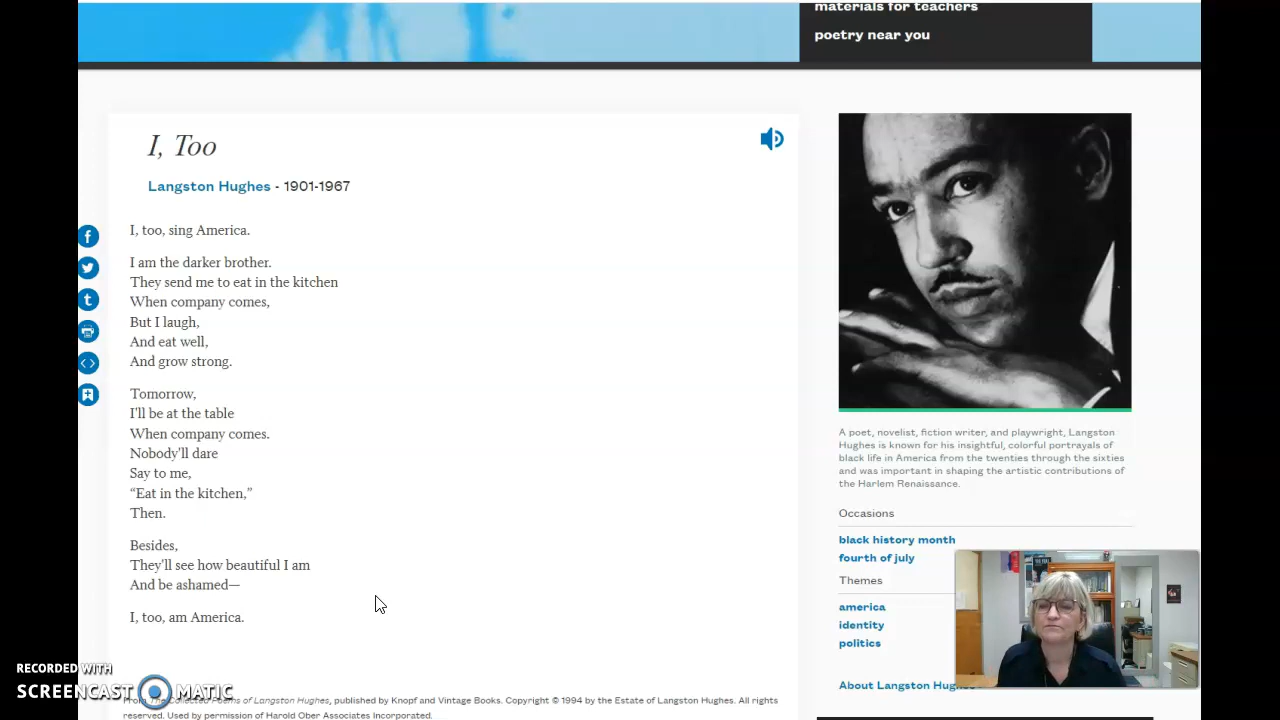 materials for teachers
poetry near you
I, Too
Langston Hughes - 1901-1967
I, too, sing America.
I am the darker brother.
They send me to eat in the kitchen
When company comes,
But I laugh,
And eat well,
And grow strong.
Tomorrow,
I'll be at the table
When company comes.
Nobody'll dare
Say to me,
“Eat in the kitchen,”
Then.
Besides,
They'll see how beautiful I am
And be ashamed—
I, too, am America.
From The Collected Poems of Langston Hughes, published by Knopf and Vintage Books. Copyright © 1994 by the Estate of Langston Hughes. All rights
reserved. Used by permission of Harold Ober Associates Incorporated.
A poet, novelist, fiction writer, and playwright, Langston
Hughes is known for his insightful, colorful portrayals of
black life in America from the twenties through the sixties
and was important in shaping the artistic contributions of
the Harlem Renaissance.
Occasions
black history month
fourth of july
Themes
america
identity
politics
About Langston Hughes
RECORDED WITH
SCREENCAST MATIC